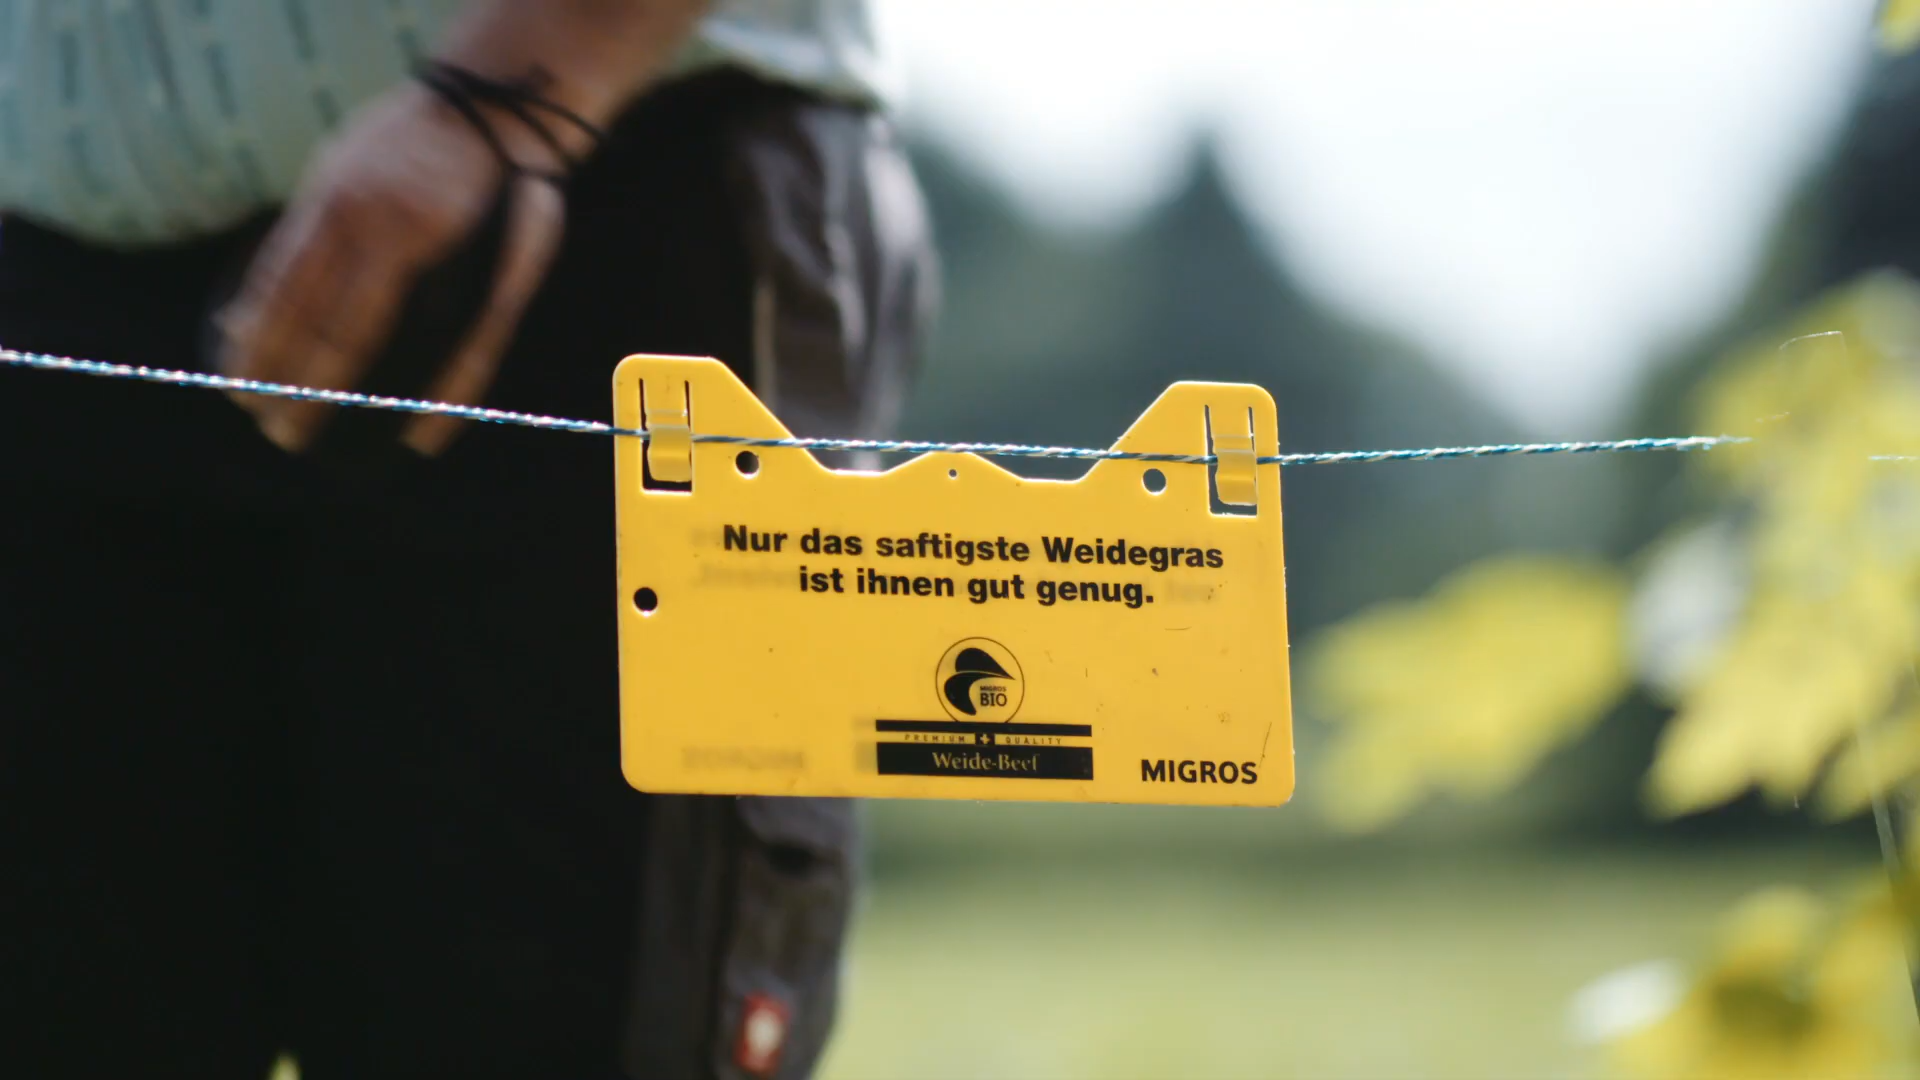 Nur das saftigste Weidegras
ist ihnen gut genug.
MIGROS
BIO
PREMIUM QUALITY
Weide-Beef
MIGROS